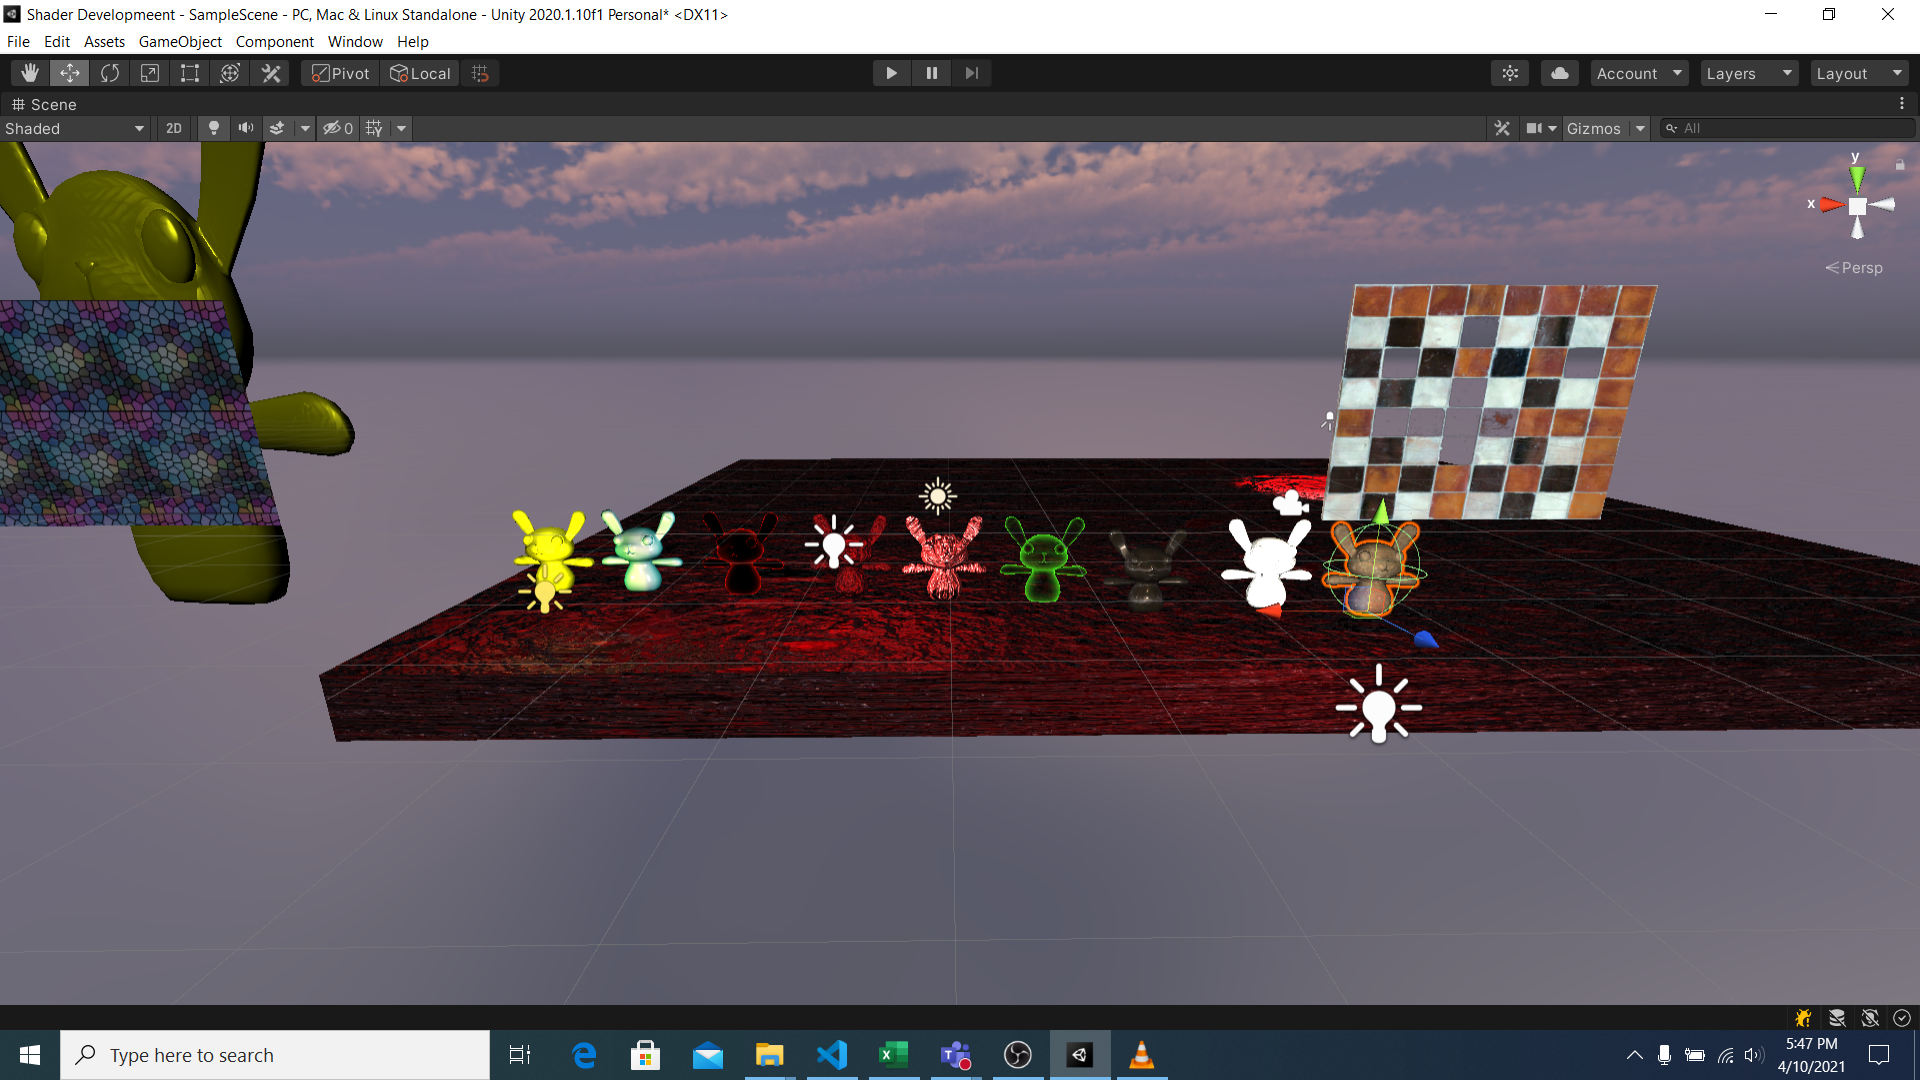 Shader Developmeent - SampleScene - PC, Mac & Linux Standalone - Unity 2020.1.10f1 Personal* <DX11>
File Edit Assets GameObject Component Window Help
Pivot Local Account Layers Layout
Scene
Shaded 2D 0 Gizmos All
y
x
Persp
Type here to search
5:47 PM
4/10/2021